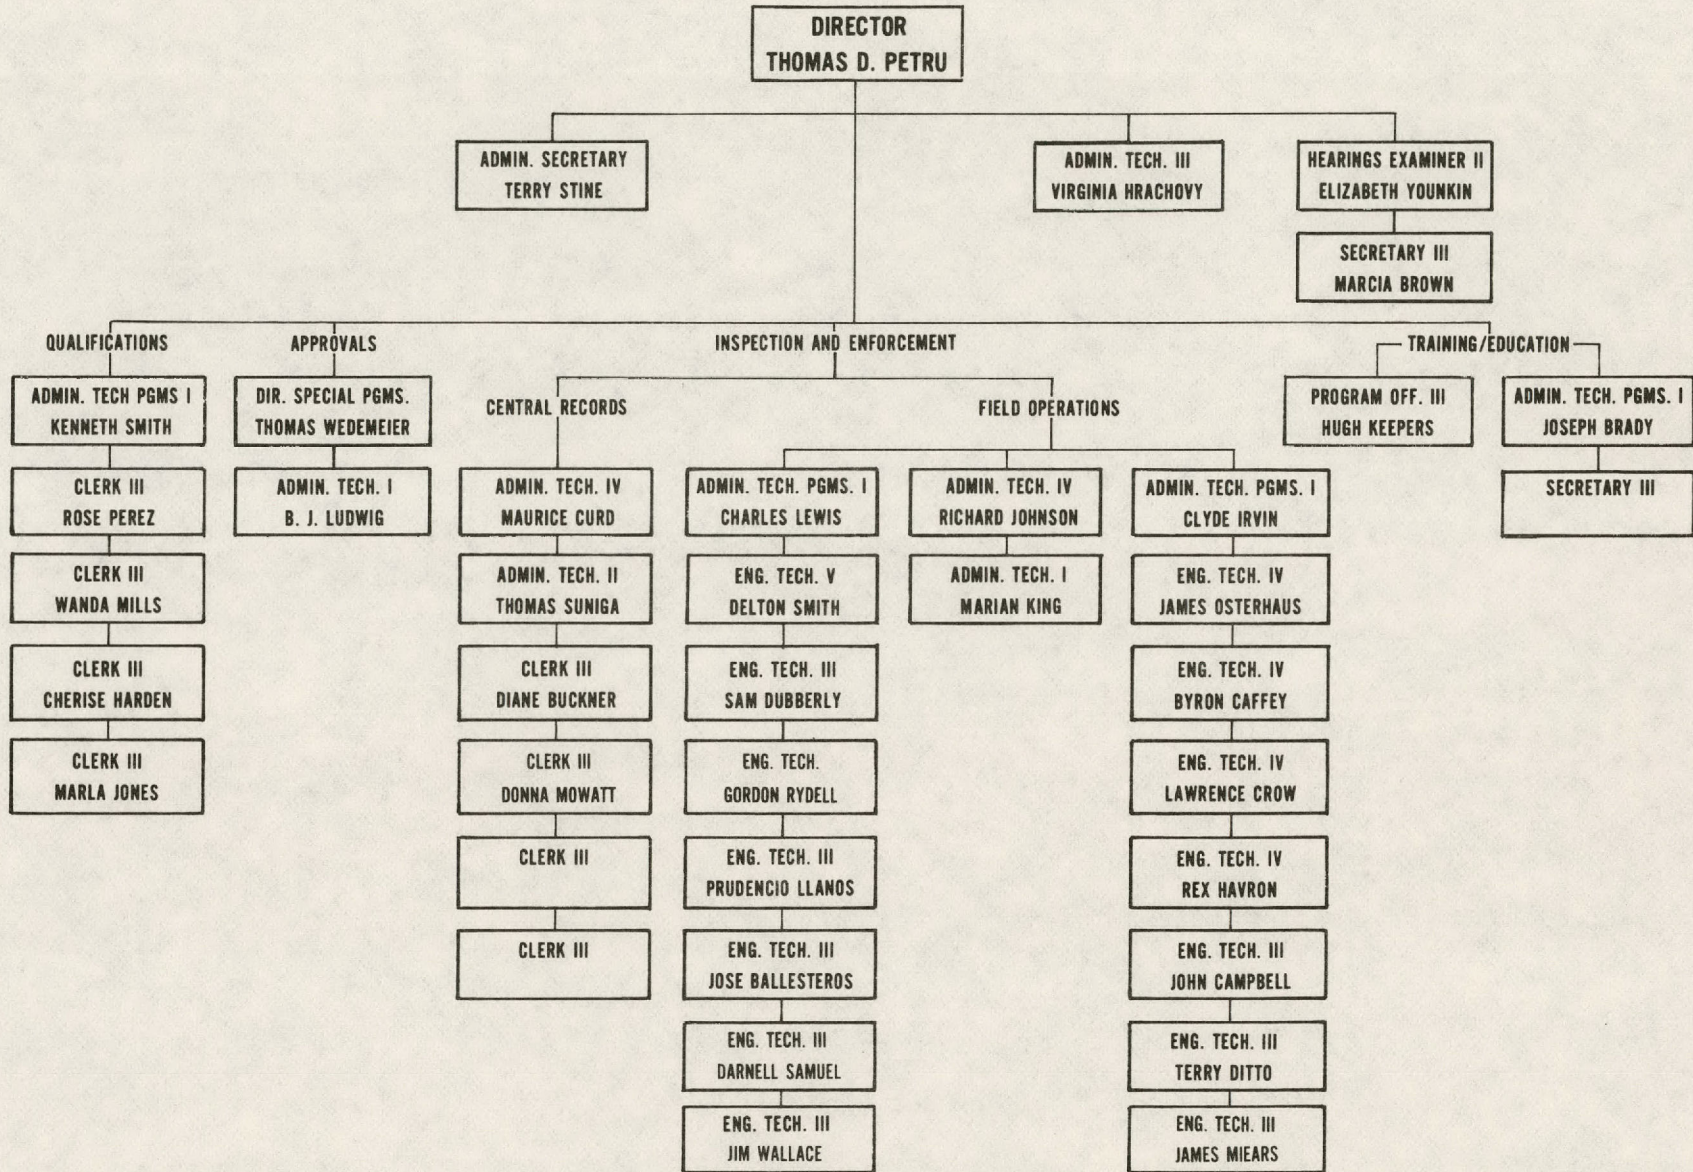 DIRECTOR
THOMAS D. PETRU
ADMIN. SECRETARY
TERRY STINE
ADMIN. TECH. III
VIRGINIA HRACHOVY
HEARINGS EXAMINER II
ELIZABETH YOUNKIN
SECRETARY III
MARCIA BROWN
QUALIFICATIONS
ADMIN. TECH PGMS I
KENNETH SMITH
CLERK III
ROSE PEREZ
CLERK III
WANDA MILLS
CLERK III
CHERISE HARDEN
CLERK III
MARLA JONES
APPROVALS
DIR. SPECIAL PGMS.
THOMAS WEDEMEIER
ADMIN. TECH. I
B. J. LUDWIG
INSPECTION AND ENFORCEMENT
CENTRAL RECORDS
ADMIN. TECH. IV
MAURICE CURD
ADMIN. TECH. II
THOMAS SUNIGA
CLERK III
DIANE BUCKNER
CLERK III
DONNA MOWATT
CLERK III
CLERK III
FIELD OPERATIONS
ADMIN. TECH. PGMS. I
CHARLES LEWIS
ENG. TECH. V
DELTON SMITH
ENG. TECH. III
SAM DUBBERLY
ENG. TECH.
GORDON RYDELL
ENG. TECH. III
PRUDENCIO LLANOS
ENG. TECH. III
JOSE BALLESTEROS
ENG. TECH. III
DARNELL SAMUEL
ENG. TECH. III
JIM WALLACE
ADMIN. TECH. IV
RICHARD JOHNSON
ADMIN. TECH. I
MARIAN KING
ADMIN. TECH. PGMS. I
CLYDE IRVIN
ENG. TECH. IV
JAMES OSTERHAUS
ENG. TECH. IV
BYRON CAFFEY
ENG. TECH. IV
LAWRENCE CROW
ENG. TECH. IV
REX HAVRON
ENG. TECH. III
JOHN CAMPBELL
ENG. TECH. III
TERRY DITTO
ENG. TECH. III
JAMES MIEARS
TRAINING/EDUCATION
PROGRAM OFF. III
HUGH KEEPERS
ADMIN. TECH. PGMS. I
JOSEPH BRADY
SECRETARY III